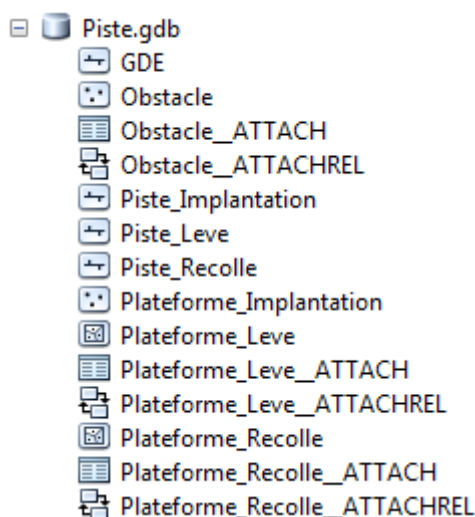 Piste.gdb
GDE
Obstacle
Obstacle__ATTACH
Obstacle__ATTACHREL
Piste_Implantation
Piste_Leve
Piste_Recolle
Plateforme_Implantation
Plateforme_Leve
Plateforme_Leve__ATTACH
Plateforme_Leve__ATTACHREL
Plateforme_Recolle
Plateforme_Recolle__ATTACH
Plateforme_Recolle__ATTACHREL